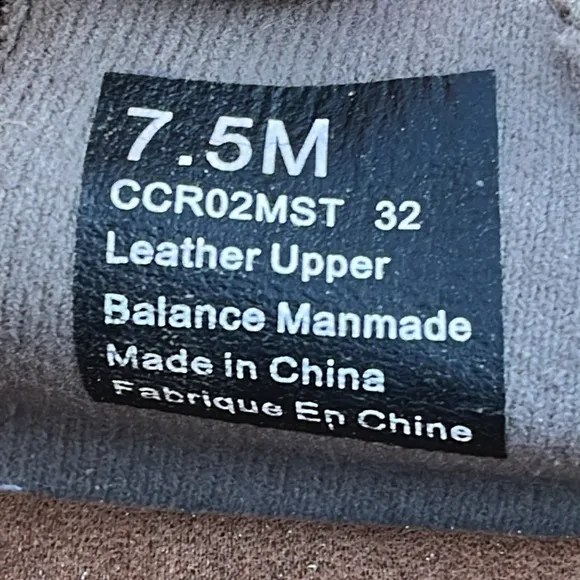 7.5M
CCR02MST 32
Leather Upper
Balance Manmade
Made in China
Fabrique En Chine